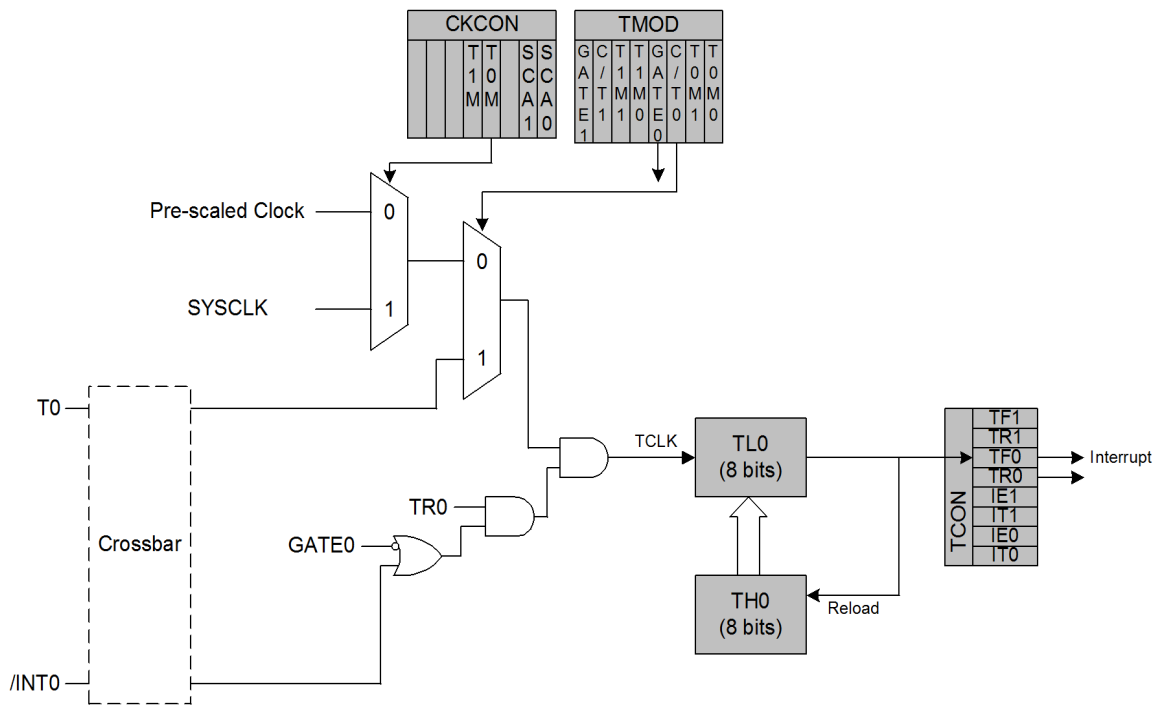 CKCON
TMOD
T1M
T0M
SCA1
SCA0
GATE1
C/T1
T1M1
T1M0
GATE0
C/T0
T0M1
T0M0
Pre-scaled Clock
0
SYSCLK
1
0
1
T0
Crossbar
/INT0
TR0
GATE0
TCLK
TL0
(8 bits)
TH0
(8 bits)
Reload
TCON
TF1
TR1
TF0
TR0
IE1
IT1
IE0
IT0
Interrupt